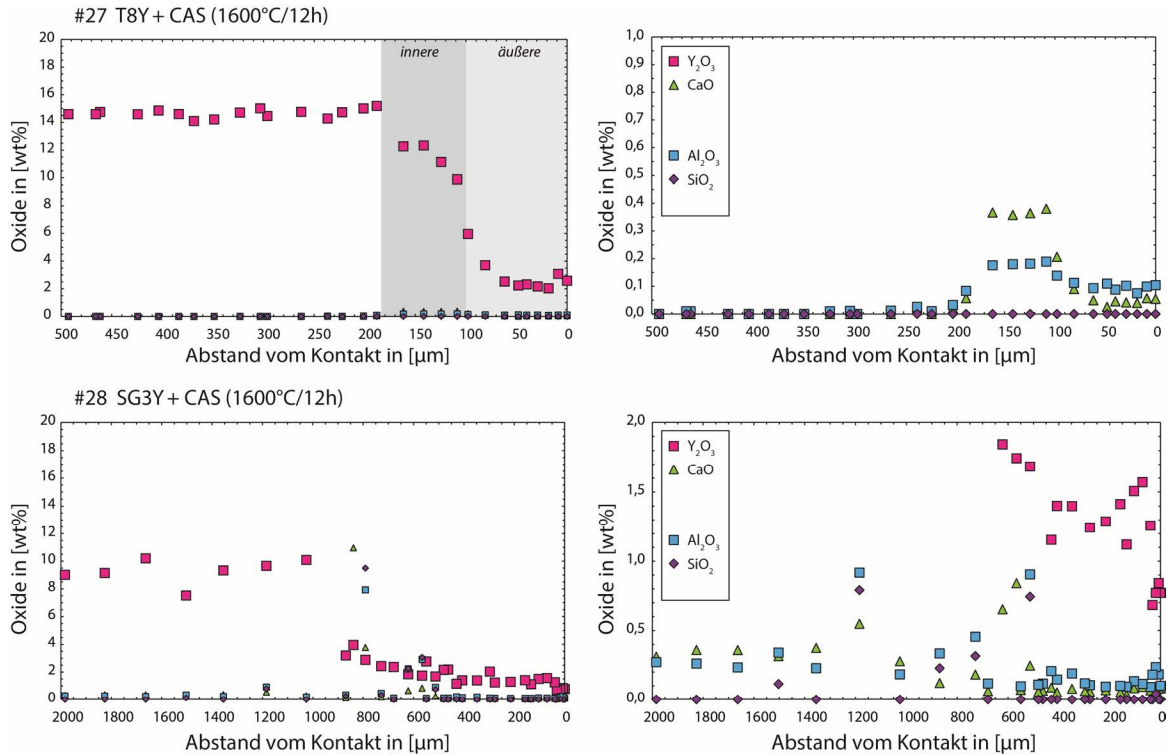 #27 T8Y + CAS (1600°C/12h)
Oxide in [wt%]
20
18
16
14
12
10
8
6
4
2
0
innere
äußere
500 450 400 350 300 250 200 150 100 50 0
Abstand vom Kontakt in [µm]
Oxide in [wt%]
1,0
0,9
0,8
0,7
0,6
0,5
0,4
0,3
0,2
0,1
0,0
Y₂O₃
CaO
Al₂O₃
SiO₂
500 450 400 350 300 250 200 150 100 50 0
Abstand vom Kontakt in [µm]
#28 SG3Y + CAS (1600°C/12h)
Oxide in [wt%]
20
18
16
14
12
10
8
6
4
2
0
2000 1800 1600 1400 1200 1000 800 600 400 200 0
Abstand vom Kontakt in [µm]
Oxide in [wt%]
2,0
1,5
1,0
0,5
0,0
Y₂O₃
CaO
Al₂O₃
SiO₂
2000 1800 1600 1400 1200 1000 800 600 400 200 0
Abstand vom Kontakt in [µm]